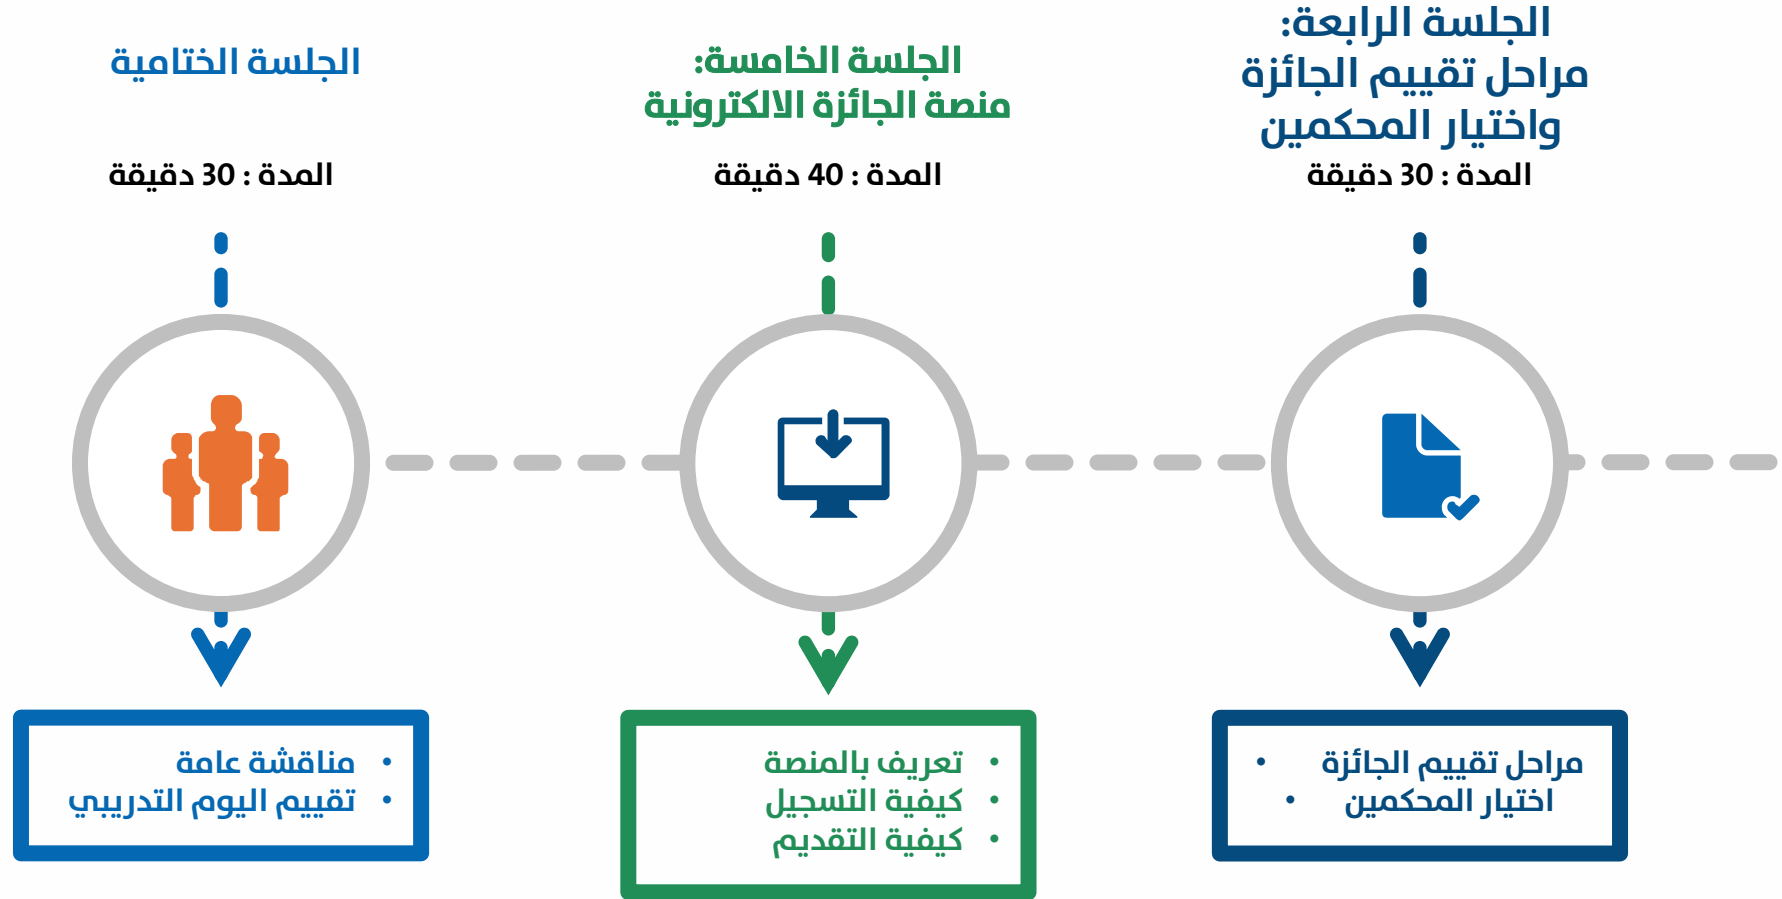 الجلسة الرابعة:
مراحل تقييم الجائزة
واختيار المحكمين
المدة : 30 دقيقة
• مراحل تقييم الجائزة
• اختيار المحكمين
الجلسة الخامسة:
منصة الجائزة الالكترونية
المدة : 40 دقيقة
• تعريف بالمنصة
• كيفية التسجيل
• كيفية التقديم
الجلسة الختامية
المدة : 30 دقيقة
• مناقشة عامة
• تقييم اليوم التدريبي